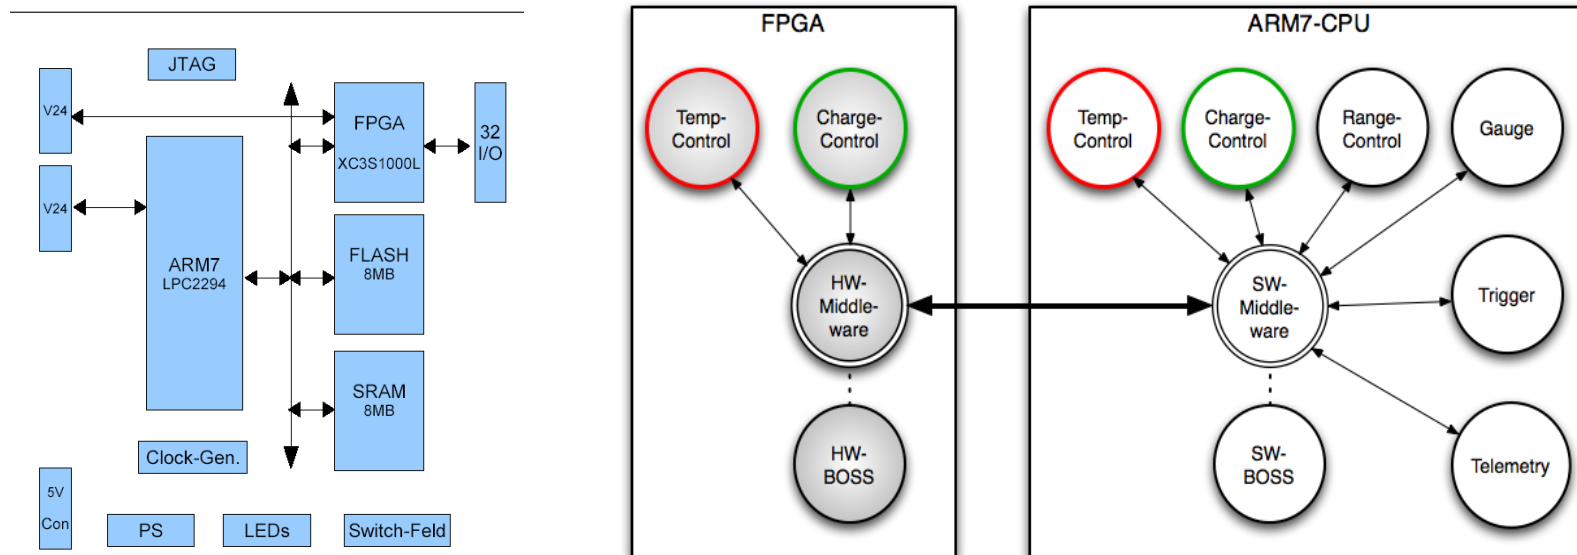 JTAG
V24
FPGA
XC3S1000L
32
I/O
V24
ARM7
LPC2294
FLASH
8MB
SRAM
8MB
Clock-Gen.
5V
Con
PS
LEDs
Switch-Feld
FPGA
Temp-
Control
Charge-
Control
HW-
Middle-
ware
HW-
BOSS
ARM7-CPU
Temp-
Control
Charge-
Control
Range-
Control
Gauge
SW-
Middle-
ware
Trigger
SW-
BOSS
Telemetry